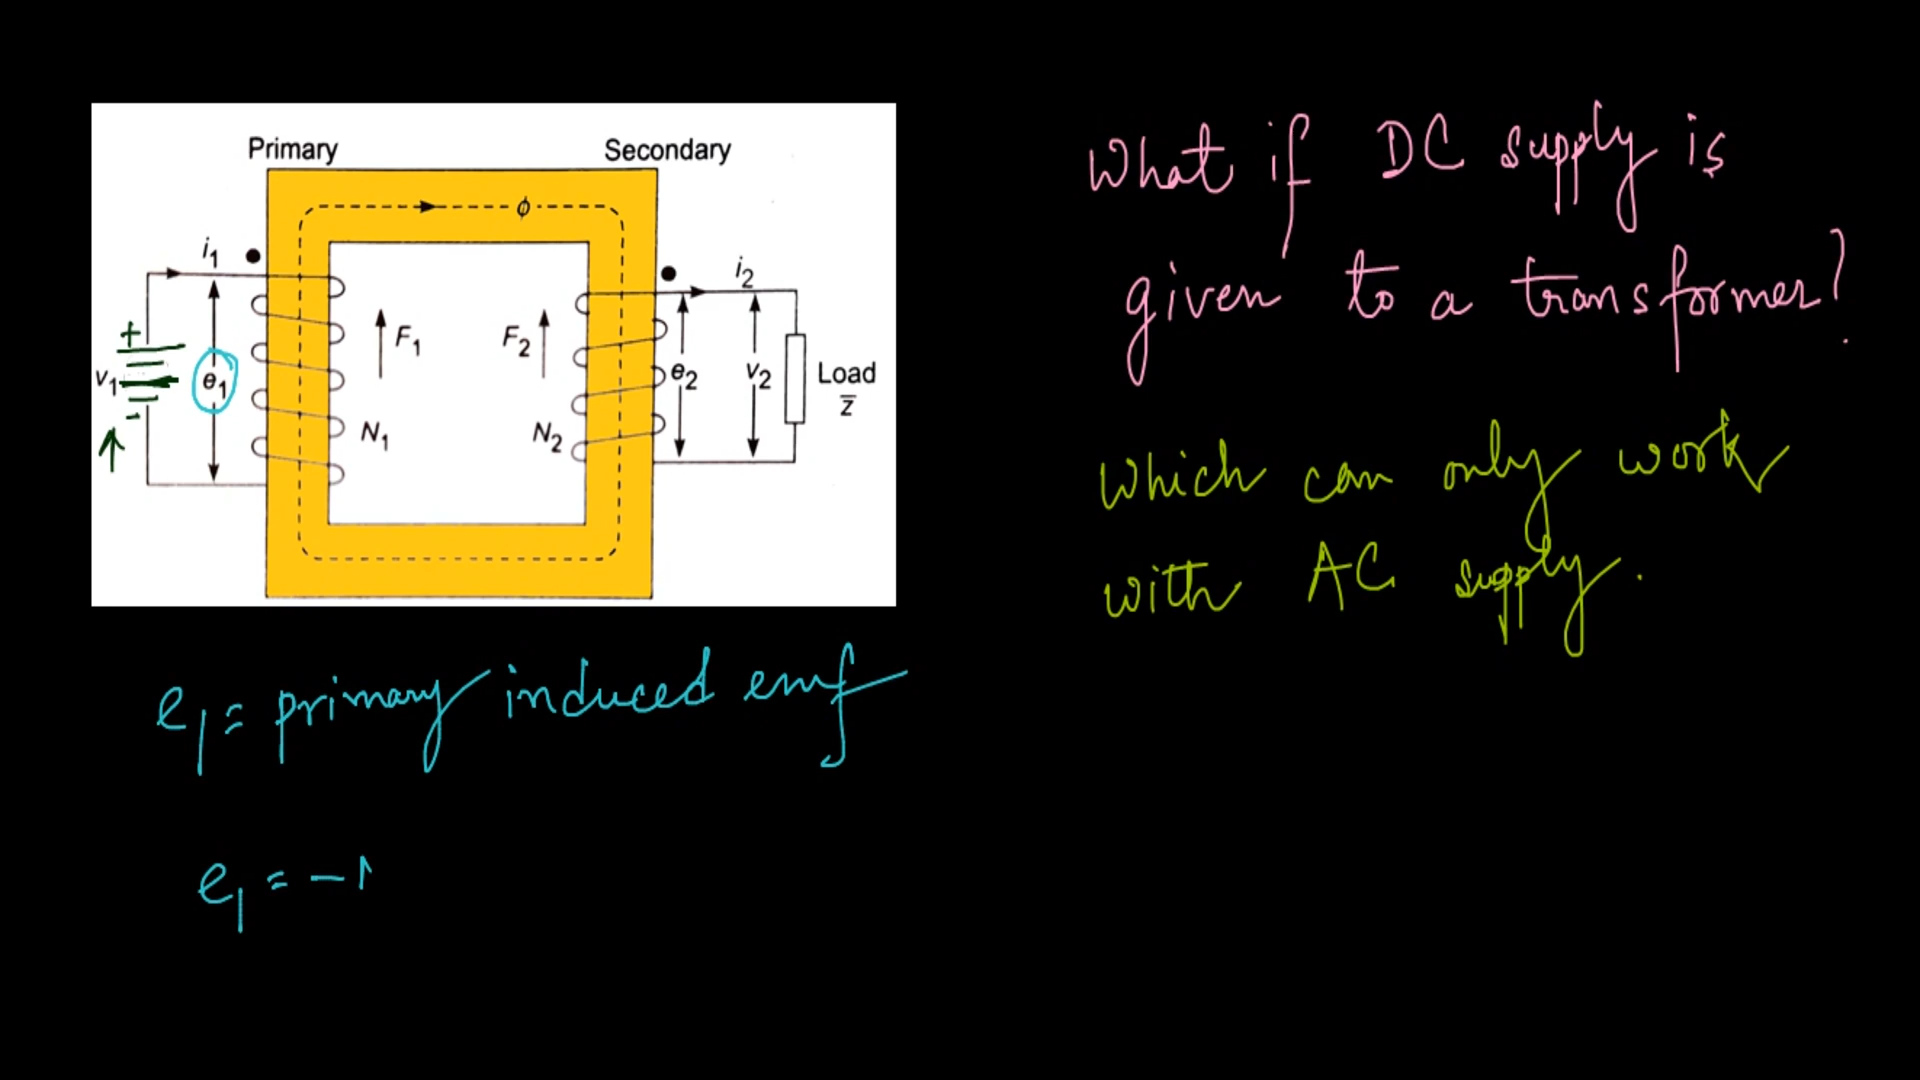 Primary
Secondary
ϕ
i1
i2
+
v1
e1
F1
F2
e2
v2
Load
z̅
-
N1
N2
What if DC supply is
given to a transformer?
which can only work
with AC supply.
e1 = primary induced emf
e1 = -